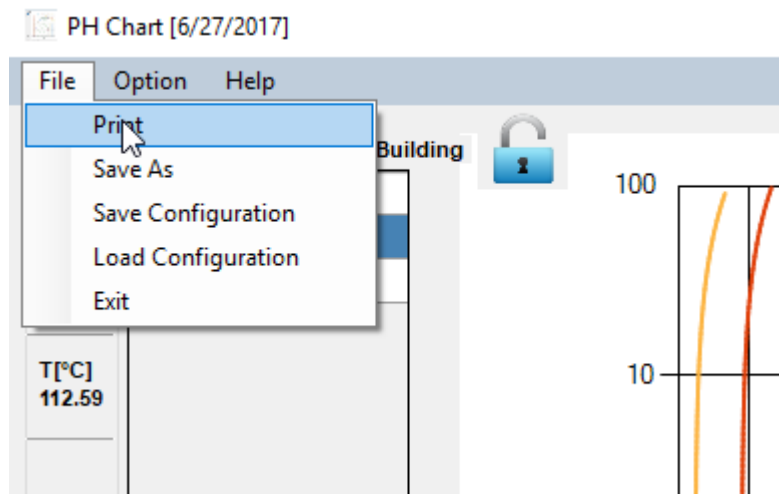 PH Chart [6/27/2017]
File Option Help
Print
Save As
Save Configuration
Load Configuration
Exit
Building
T[°C]
112.59
100
10